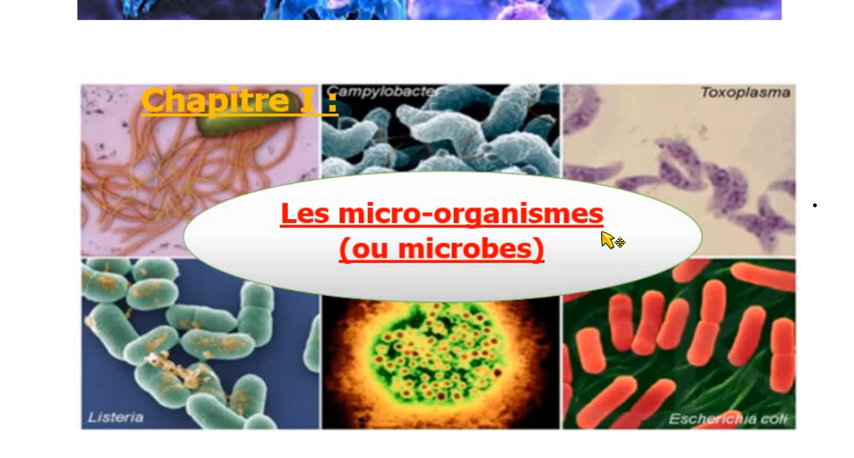 Chapitre I :
Campylobacter
Toxoplasma
Les micro-organismes
(ou microbes)
Listeria
Escherichia coli